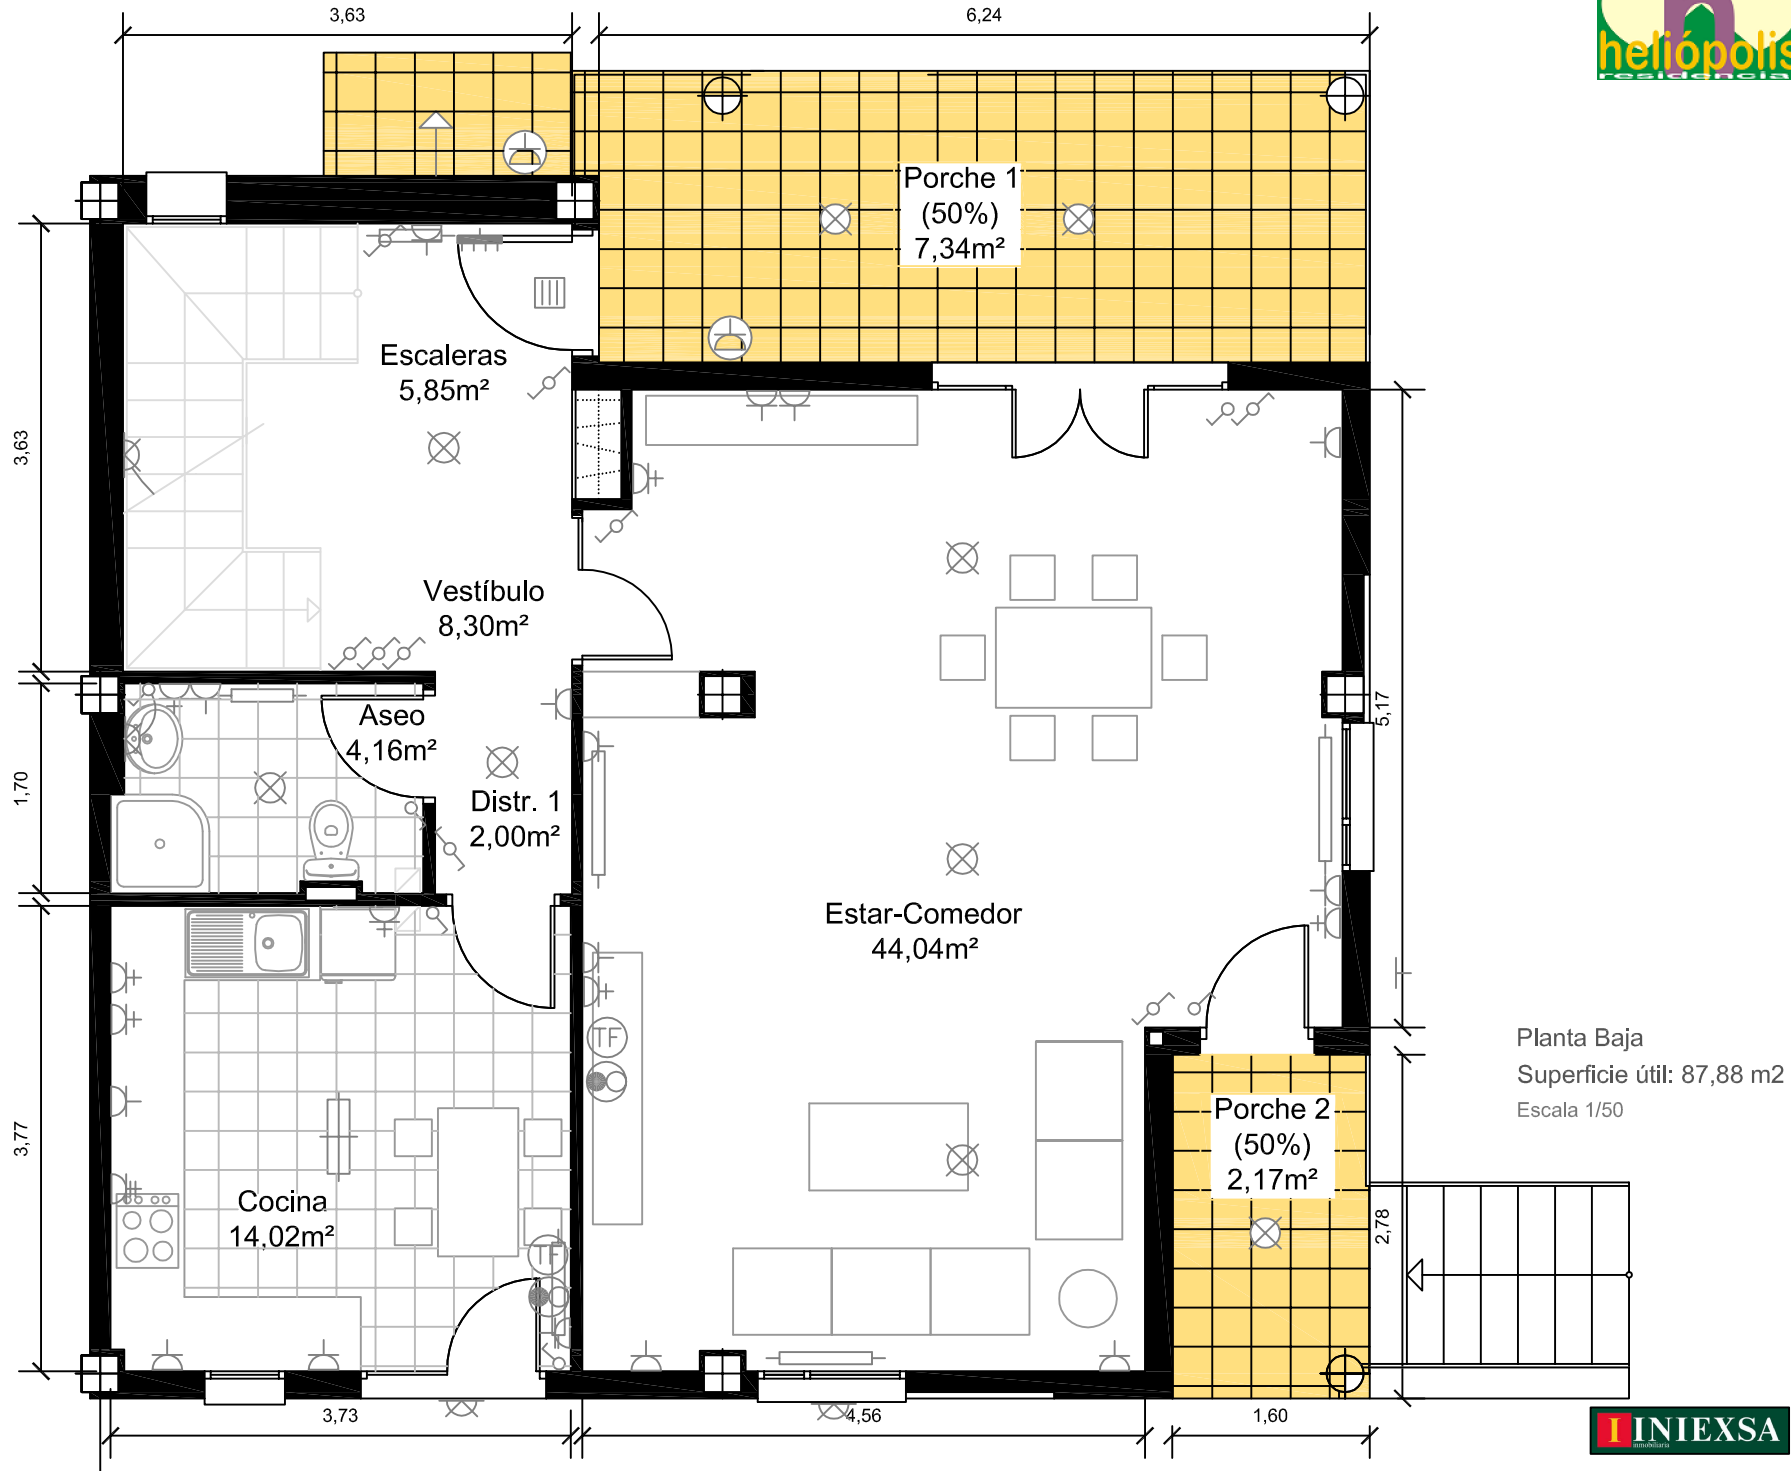 3,63
6,24
heliópolis
residencial
Porche 1
(50%)
7,34m²
Escaleras
5,85m²
3,63
Vestíbulo
8,30m²
Aseo
4,16m²
5,17
1,70
Distr. 1
2,00m²
Estar-Comedor
44,04m²
TF
Planta Baja
Superficie útil: 87,88 m2
Escala 1/50
Porche 2
(50%)
2,17m²
3,77
Cocina
14,02m²
2,78
TF
3,73
4,56
1,60
I INIEXSA
inmobiliaria